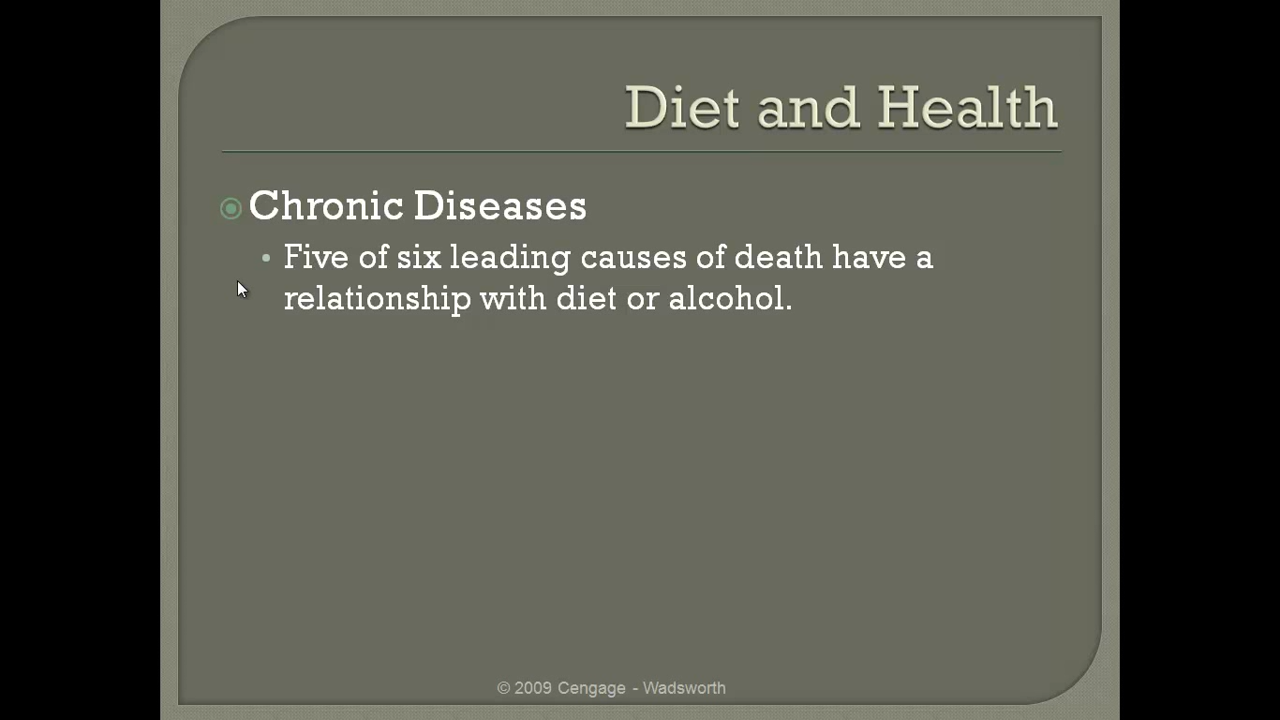 Diet and Health
Chronic Diseases
Five of six leading causes of death have a
relationship with diet or alcohol.
© 2009 Cengage - Wadsworth